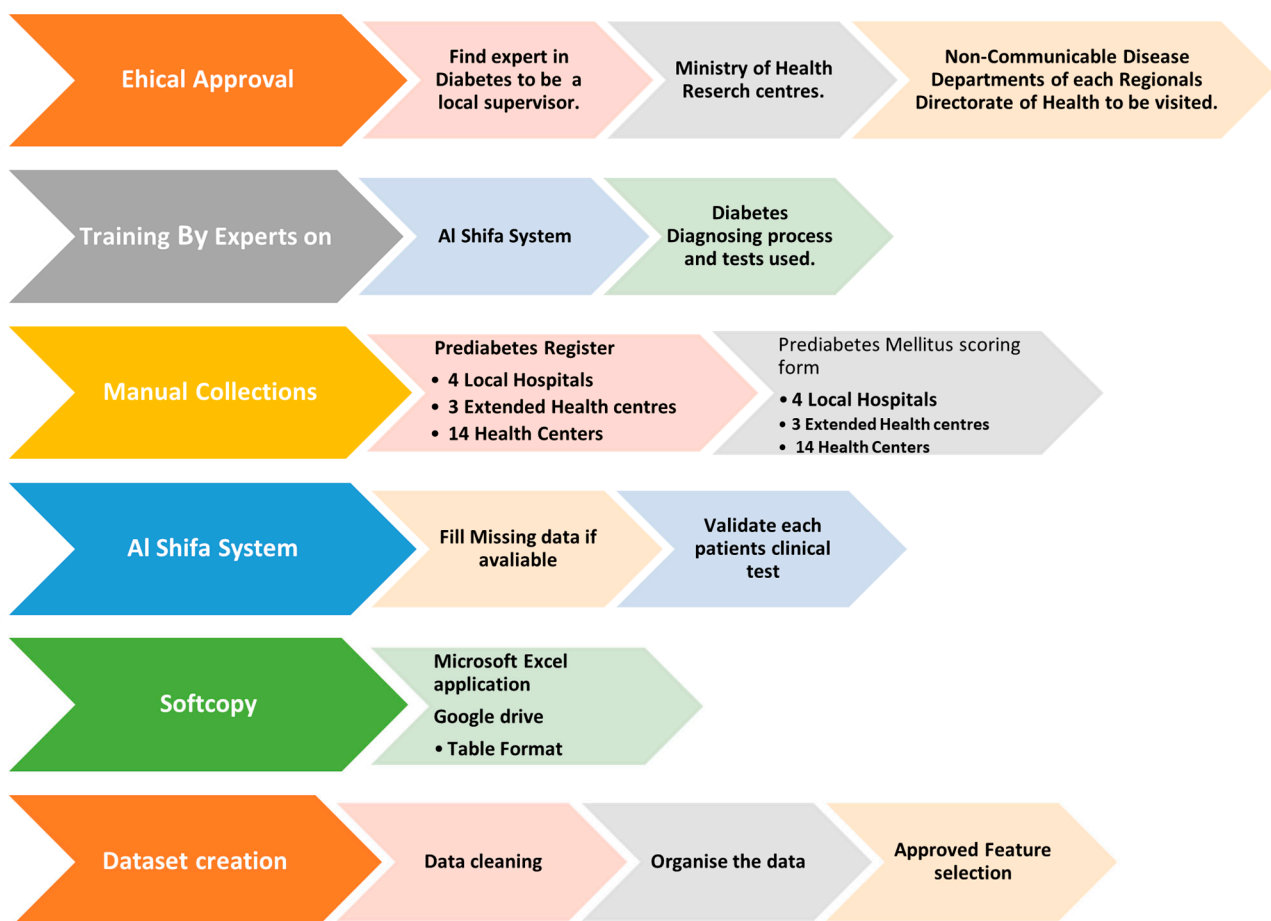 Ehical Approval
Find expert in
Diabetes to be a
local supervisor.
Ministry of Health
Reserch centres.
Non-Communicable Disease
Departments of each Regionals
Directorate of Health to be visited.
Training By Experts on
Al Shifa System
Diabetes
Diagnosing process
and tests used.
Manual Collections
Prediabetes Register
• 4 Local Hospitals
• 3 Extended Health centres
• 14 Health Centers
Prediabetes Mellitus scoring
form
• 4 Local Hospitals
• 3 Extended Health centres
• 14 Health Centers
Al Shifa System
Fill Missing data if
avaliable
Validate each
patients clinical
test
Softcopy
Microsoft Excel
application
Google drive
• Table Format
Dataset creation
Data cleaning
Organise the data
Approved Feature
selection